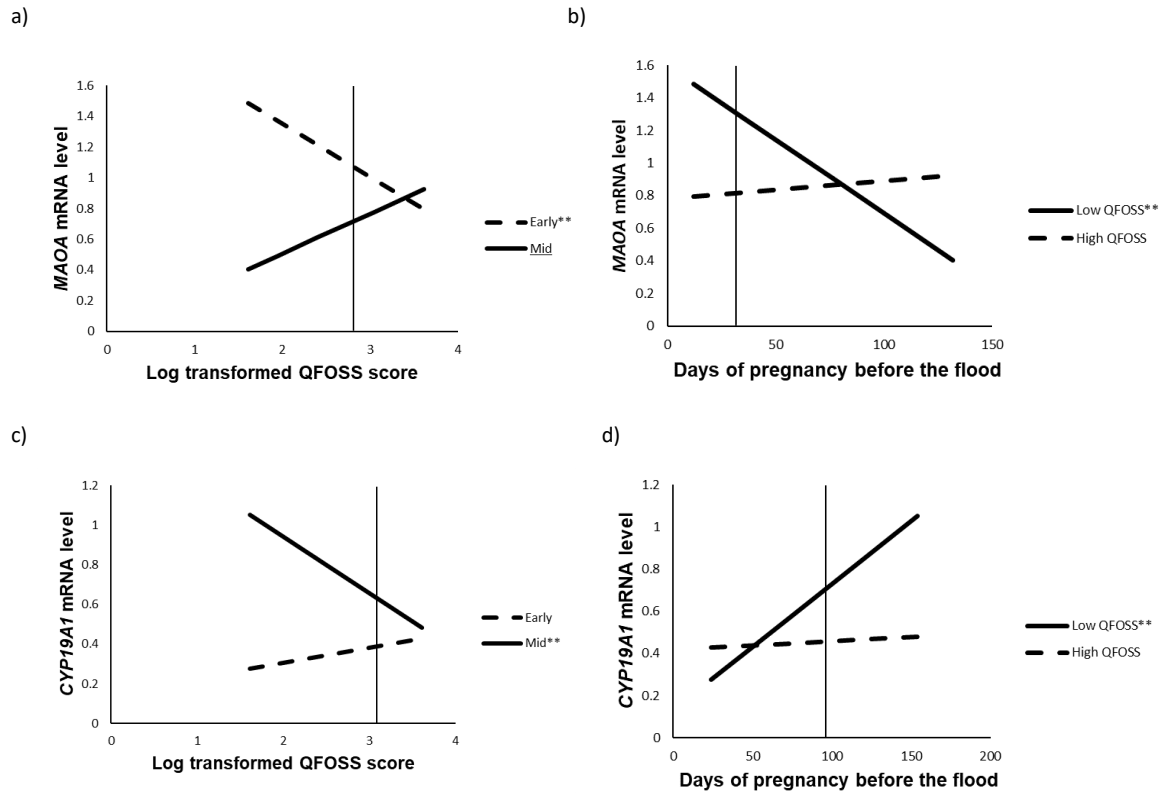 a)
1.6
1.4
1.2
1
0.8
0.6
0.4
0.2
0
0
1
2
3
4
MAOA mRNA level
Log transformed QFOSS score
Early**
Mid
b)
1.6
1.4
1.2
1
0.8
0.6
0.4
0.2
0
0
50
100
150
MAOA mRNA level
Days of pregnancy before the flood
Low QFOSS**
High QFOSS
c)
1.2
1
0.8
0.6
0.4
0.2
0
0
1
2
3
4
CYP19A1 mRNA level
Log transformed QFOSS score
Early
Mid**
d)
1.2
1
0.8
0.6
0.4
0.2
0
0
50
100
150
200
CYP19A1 mRNA level
Days of pregnancy before the flood
Low QFOSS**
High QFOSS